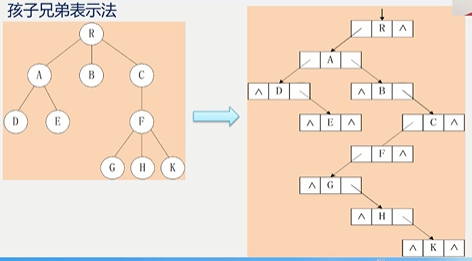 孩子兄弟表示法
R
A B C
D E F
G H K
R ∧
A
∧ D ∧ B
∧ E ∧ C ∧
F ∧
∧ G
∧ H
∧ K ∧